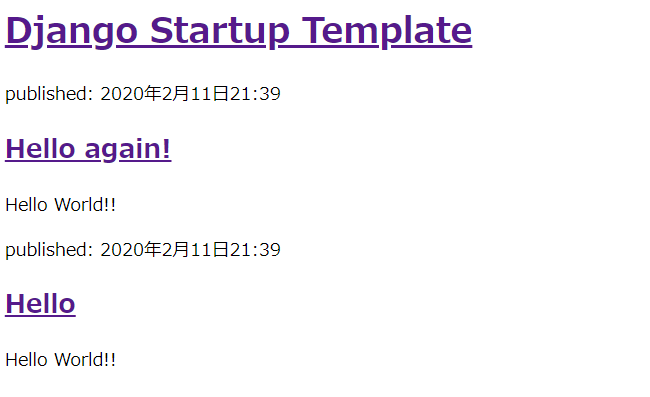 Django Startup Template
published: 2020年2月11日21:39
Hello again!
Hello World!!
published: 2020年2月11日21:39
Hello
Hello World!!